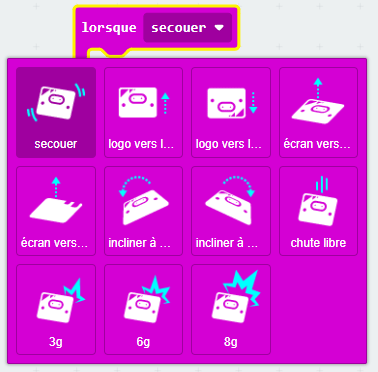 lorsque secouer
secouer
logo vers l...
logo vers l...
écran vers...
écran vers...
incliner à ...
incliner à ...
chute libre
3g
6g
8g